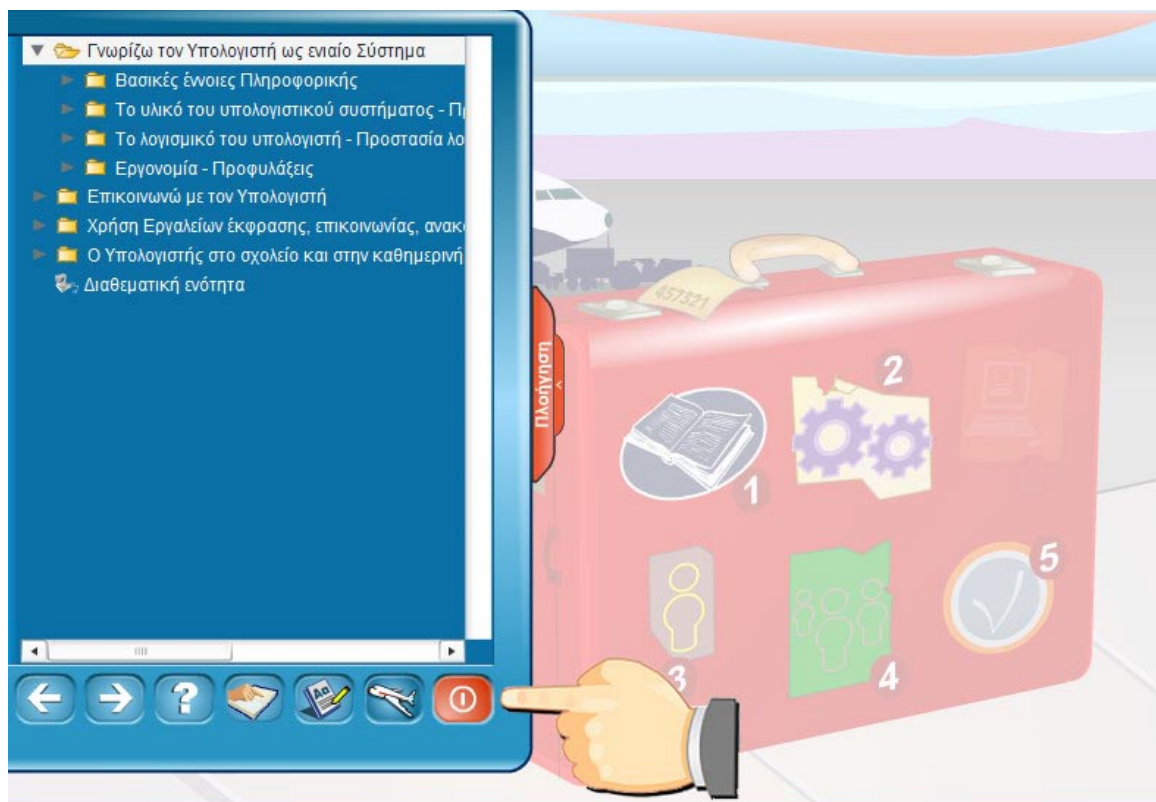 Γνωρίζω τον Υπολογιστή ως ενιαίο Σύστημα
Βασικές έννοιες Πληροφορικής
Το υλικό του υπολογιστικού συστήματος - Πρ
Το λογισμικό του υπολογιστή - Προστασία λο
Εργονομία - Προφυλάξεις
Επικοινωνώ με τον Υπολογιστή
Χρήση Εργαλείων έκφρασης, επικοινωνίας, ανακ
Ο Υπολογιστής στο σχολείο και στην καθημερινή
Διαθεματική ενότητα
Πλοήγηση
457321
1
2
3
4
5
?
Aα